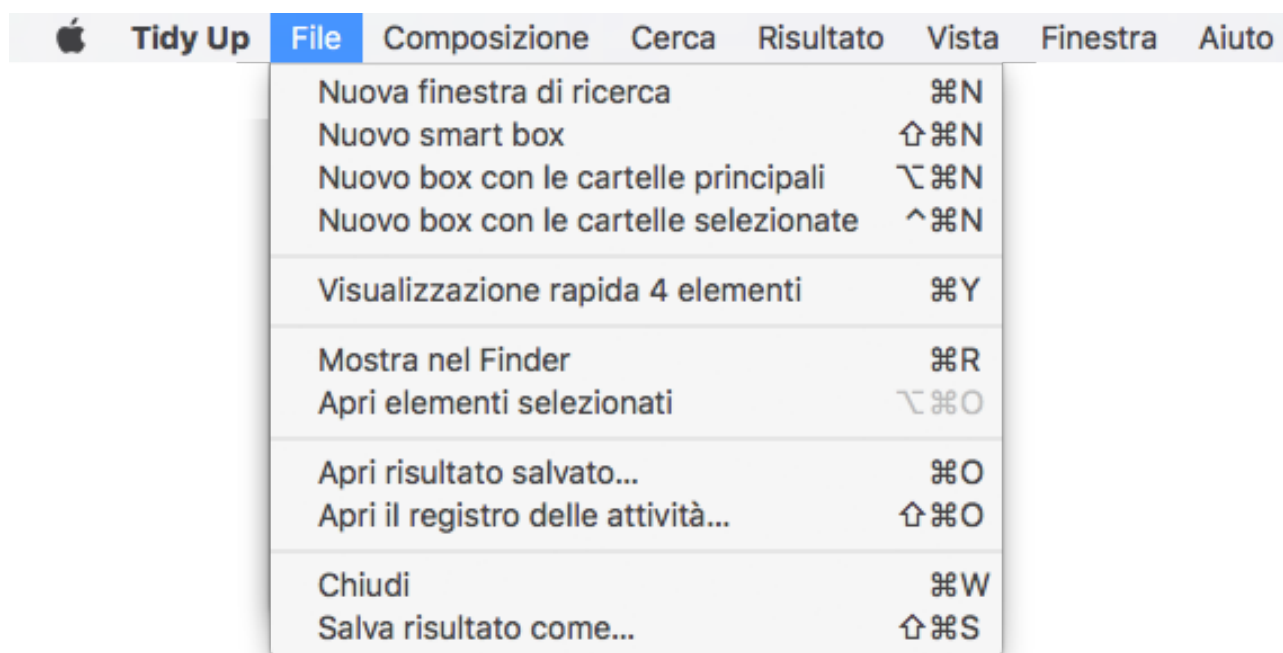 Tidy Up File Composizione Cerca Risultato Vista Finestra Aiuto
Nuova finestra di ricerca ⌘N
Nuovo smart box ⇧⌘N
Nuovo box con le cartelle principali ⌥⌘N
Nuovo box con le cartelle selezionate ^⌘N
Visualizzazione rapida 4 elementi ⌘Y
Mostra nel Finder ⌘R
Apri elementi selezionati ⌥⌘O
Apri risultato salvato... ⌘O
Apri il registro delle attività... ⇧⌘O
Chiudi ⌘W
Salva risultato come... ⇧⌘S